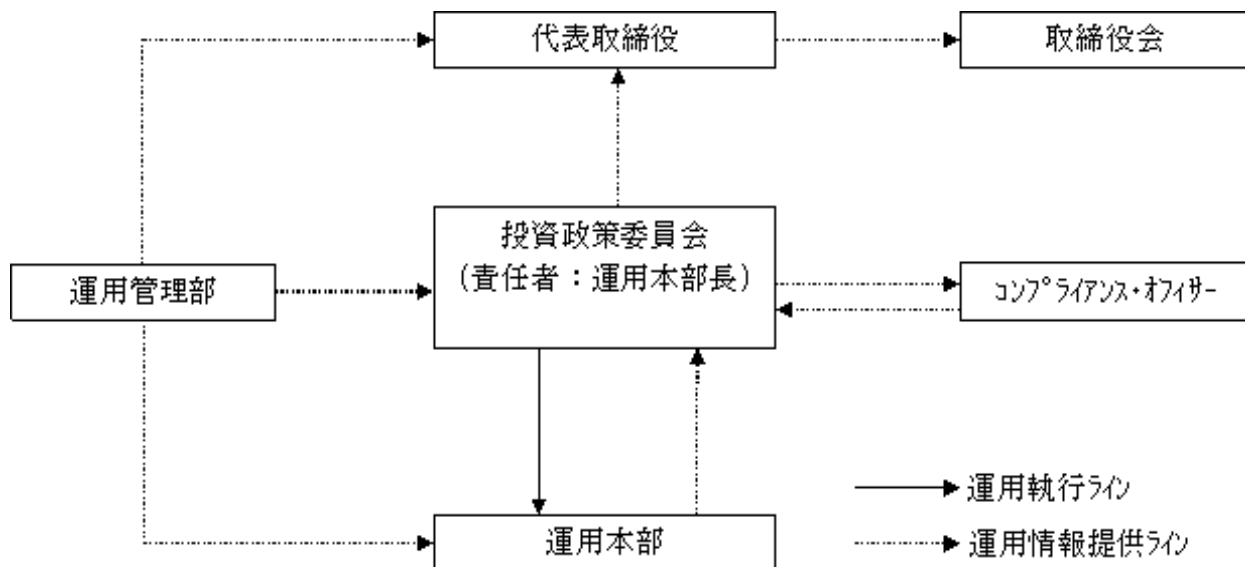 代表取締役
取締役会
投資政策委員会
(責任者：運用本部長)
運用管理部
ｺﾝﾌﾟﾗｲｱﾝｽ・ｵﾌｨｻｰ
運用執行ﾗｲﾝ
運用本部
運用情報提供ﾗｲﾝ